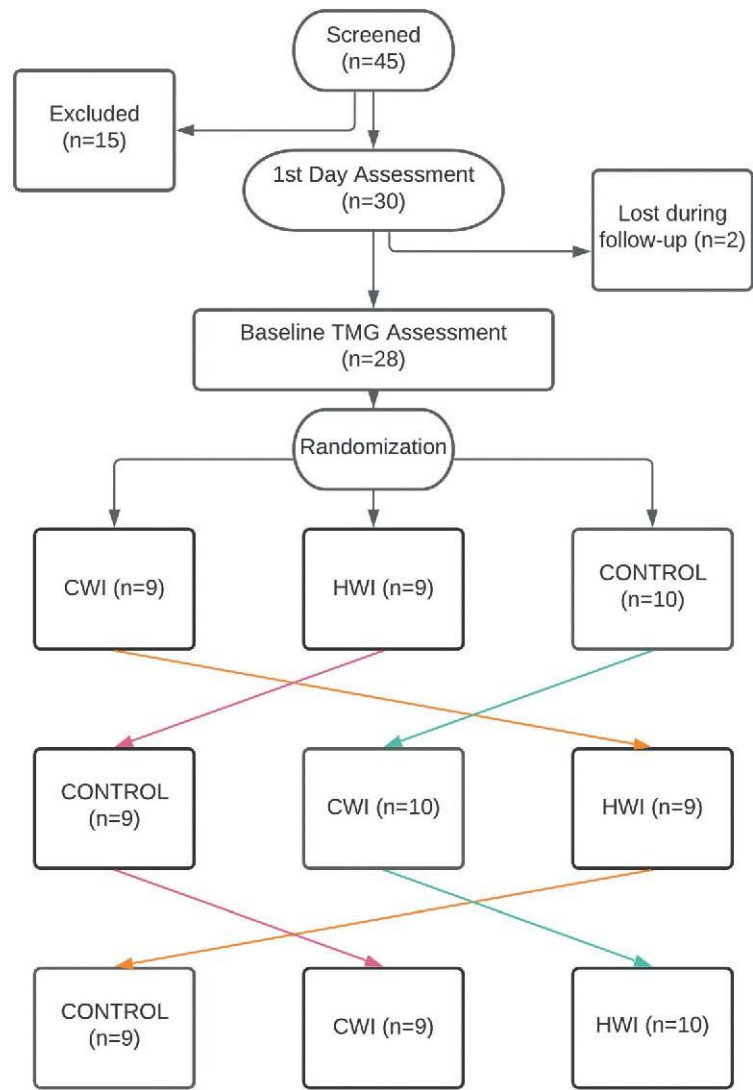 Screened
(n=45)
Excluded
(n=15)
1st Day Assessment
(n=30)
Lost during
follow-up (n=2)
Baseline TMG Assessment
(n=28)
Randomization
CWI (n=9)
HWI (n=9)
CONTROL
(n=10)
CONTROL
(n=9)
CWI (n=10)
HWI (n=9)
CONTROL
(n=9)
CWI (n=9)
HWI (n=10)